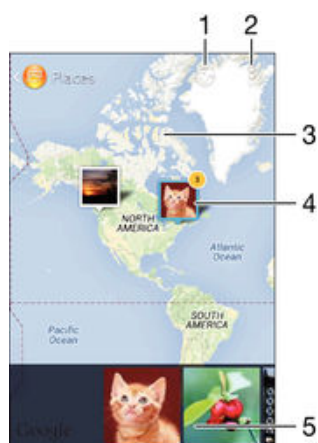 1 2
Places
3
4
NORTH
AMERICA
Atlantic
Ocean
SOUTH
AMERICA
Pacific
Ocean
Google
5